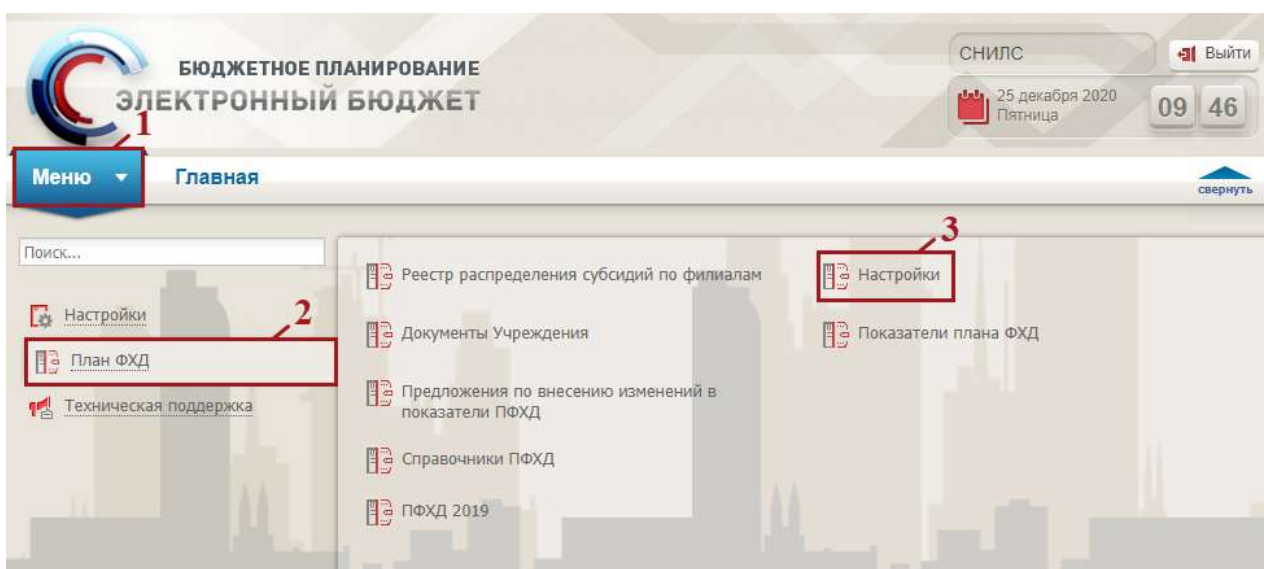 БЮДЖЕТНОЕ ПЛАНИРОВАНИЕ
ЭЛЕКТРОННЫЙ БЮДЖЕТ
СНИЛС
Выйти
25 декабря 2020
Пятница
09 46
1
Меню
Главная
свернуть
Поиск...
Настройки
2
План ФХД
Техническая поддержка
Реестр распределения субсидий по филиалам
Документы Учреждения
Предложения по внесению изменений в
показатели ПФХД
Справочники ПФХД
ПФХД 2019
3
Настройки
Показатели плана ФХД